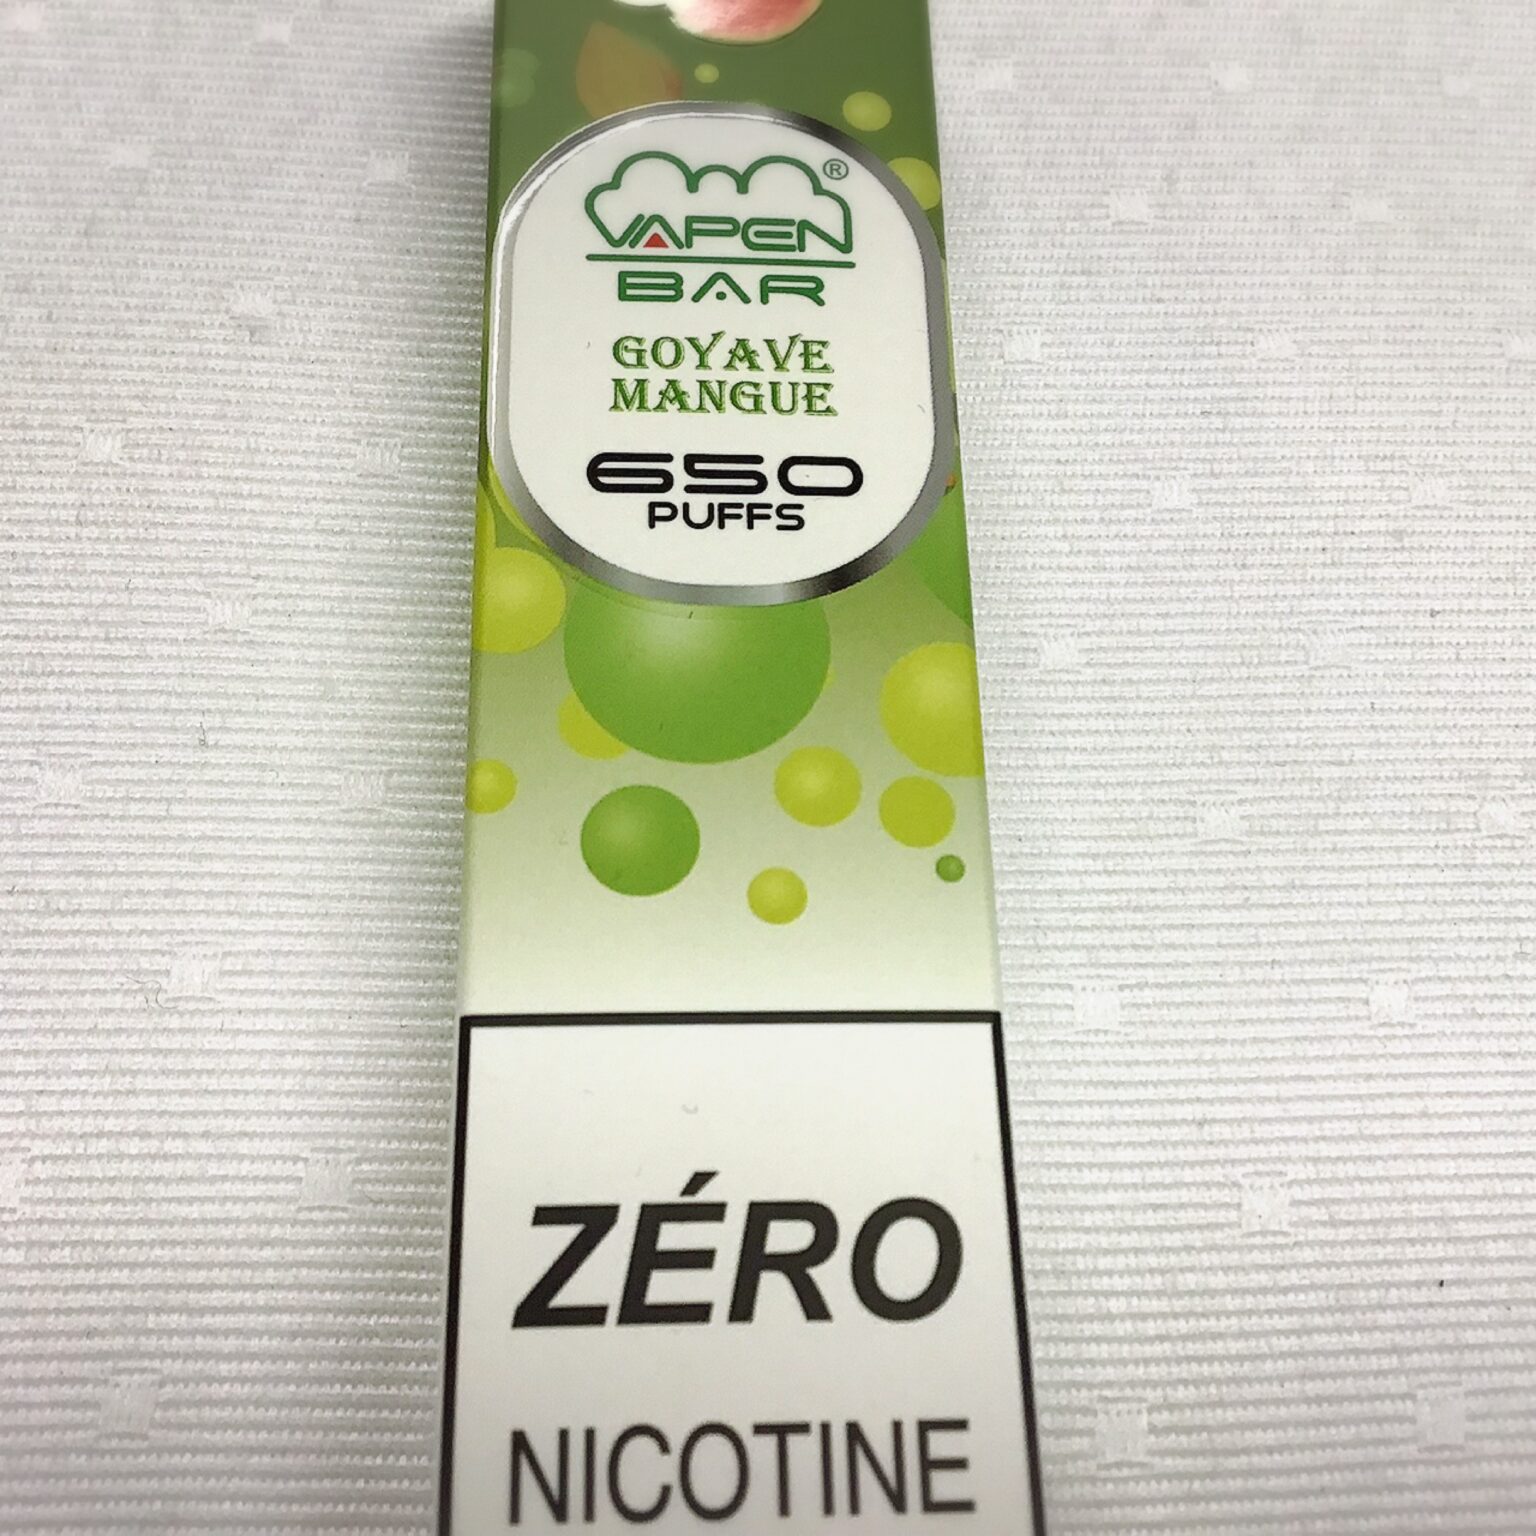 VAPEN®
BAR
GOYAVE
MANGUE
650
PUFFS
ZÉRO
NICOTINE